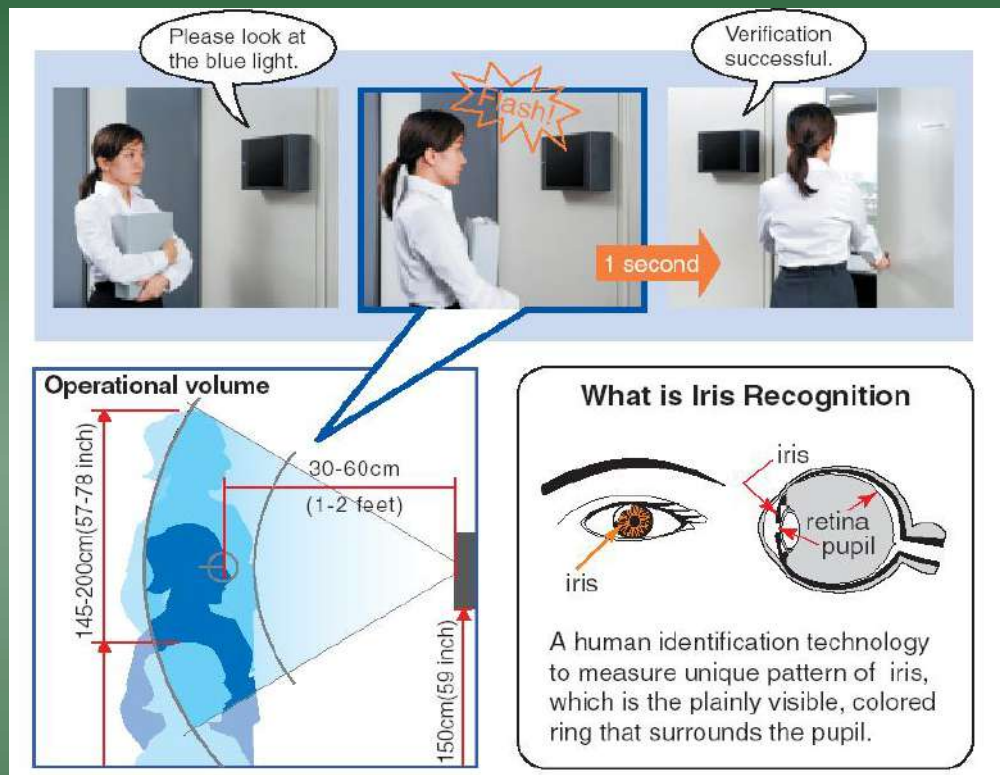 Please look at
the blue light.
Flash!
Verification
successful.
1 second
Operational volume
145-200cm(57-78 inch)
30-60cm
(1-2 feet)
150cm(59 inch)
What is Iris Recognition
iris
iris
retina
pupil
A human identification technology
to measure unique pattern of iris,
which is the plainly visible, colored
ring that surrounds the pupil.